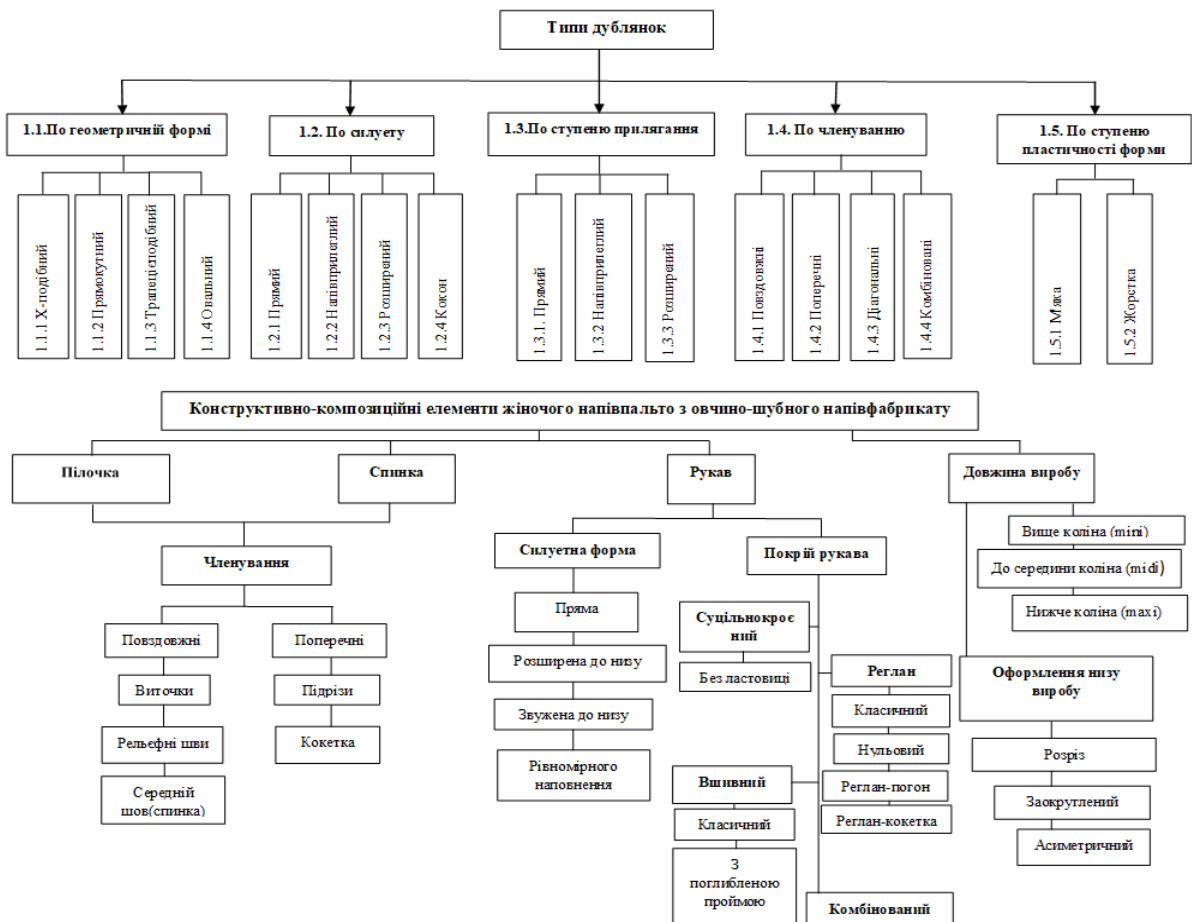 Типи дублянок
1.1.По геометричній формі
1.2. По силуету
1.3.По ступеню прилягання
1.4. По членуванню
1.5. По ступеню
пластичності форми
1.1.1 Х-подібний
1.1.2 Прямокутний
1.1.3 Трапецієподібний
1.1.4 Овальний
1.2.1 Прямий
1.2.2 Напівприлеглий
1.2.3 Розширений
1.2.4 Кокон
1.3.1. Прямий
1.3.2 Напівприлеглий
1.3.3 Розширений
1.4.1 Повздовжні
1.4.2 Поперечні
1.4.3 Діагональні
1.4.4 Комбіновані
1.5.1 Мяка
1.5.2 Жорстка
Конструктивно-композиційні елементи жіночого напівпальто з овчино-шубного напівфабрикату
Пілочка
Спинка
Рукав
Довжина виробу
Членування
Повздовжні
Виточки
Рельєфні шви
Середній
шов(спинка)
Поперечні
Підрізи
Кокетка
Силуетна форма
Пряма
Розширена до низу
Звужена до низу
Рівномірного
наповнення
Покрій рукава
Суцільнокроє
ний
Без ластовиці
Реглан
Класичний
Нульовий
Реглан-погон
Реглан-кокетка
Вшивний
Класичний
З
поглибленою
проймою
Комбінований
Вище коліна (mini)
До середини коліна (midi)
Нижче коліна (maxi)
Оформлення низу
виробу
Розріз
Заокруглений
Асиметричний